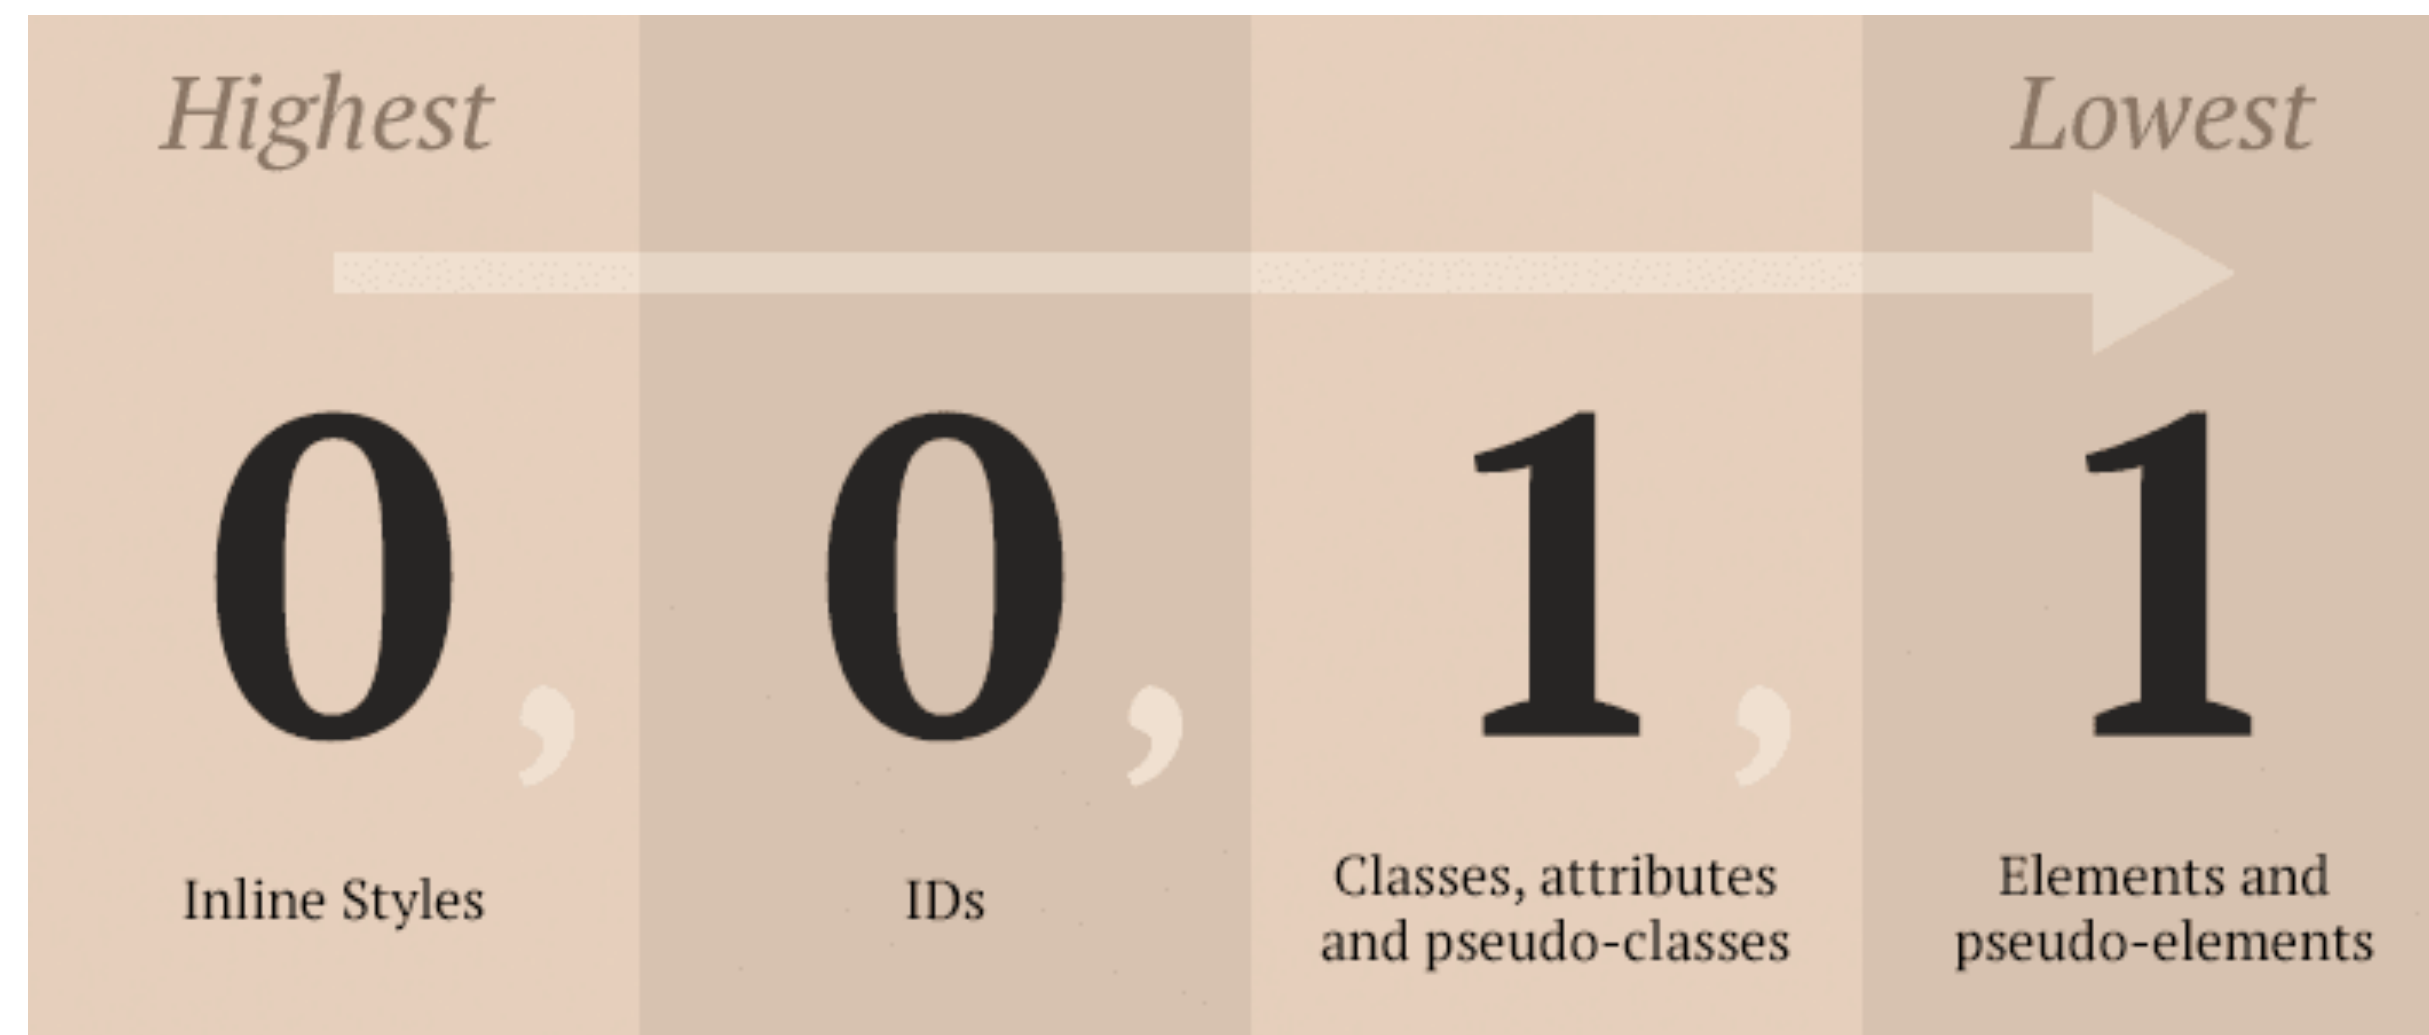 Highest
Lowest
0, 0, 1, 1
Inline Styles
IDs
Classes, attributes
and pseudo-classes
Elements and
pseudo-elements